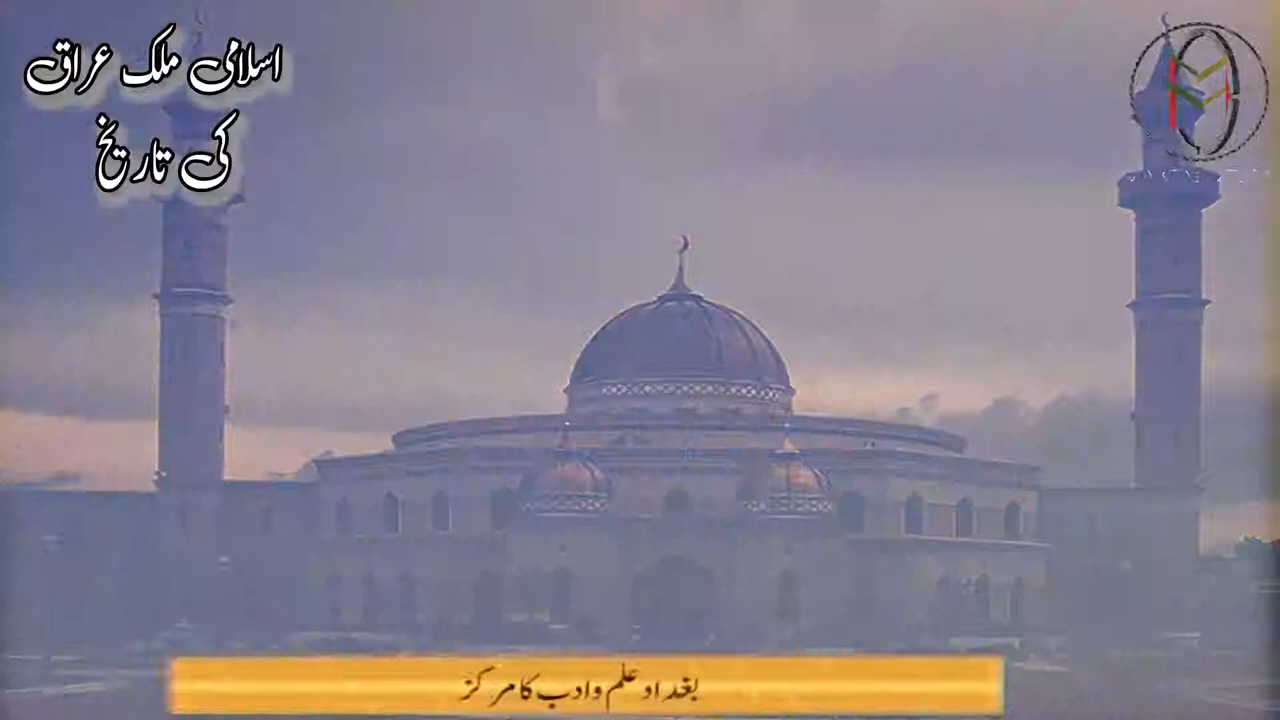 اسلامی ملک عراق
کی تاریخ
بغداد علم و ادب کا مرکز